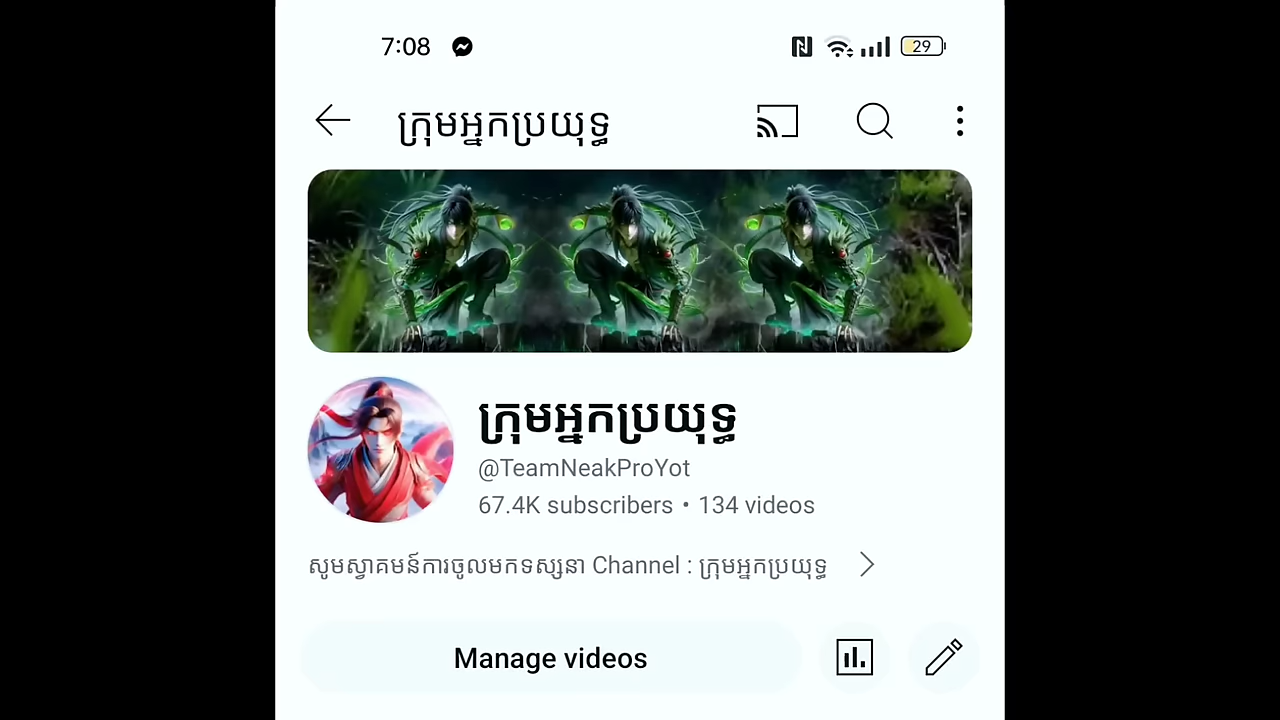 7:08 29
ក្រុមអ្នកប្រយុទ្ធ
ក្រុមអ្នកប្រយុទ្ធ
@TeamNeakProYot
67.4K subscribers • 134 videos
សូមស្វាគមន៍ការចូលមកទស្សនា Channel : ក្រុមអ្នកប្រយុទ្ធ
Manage videos